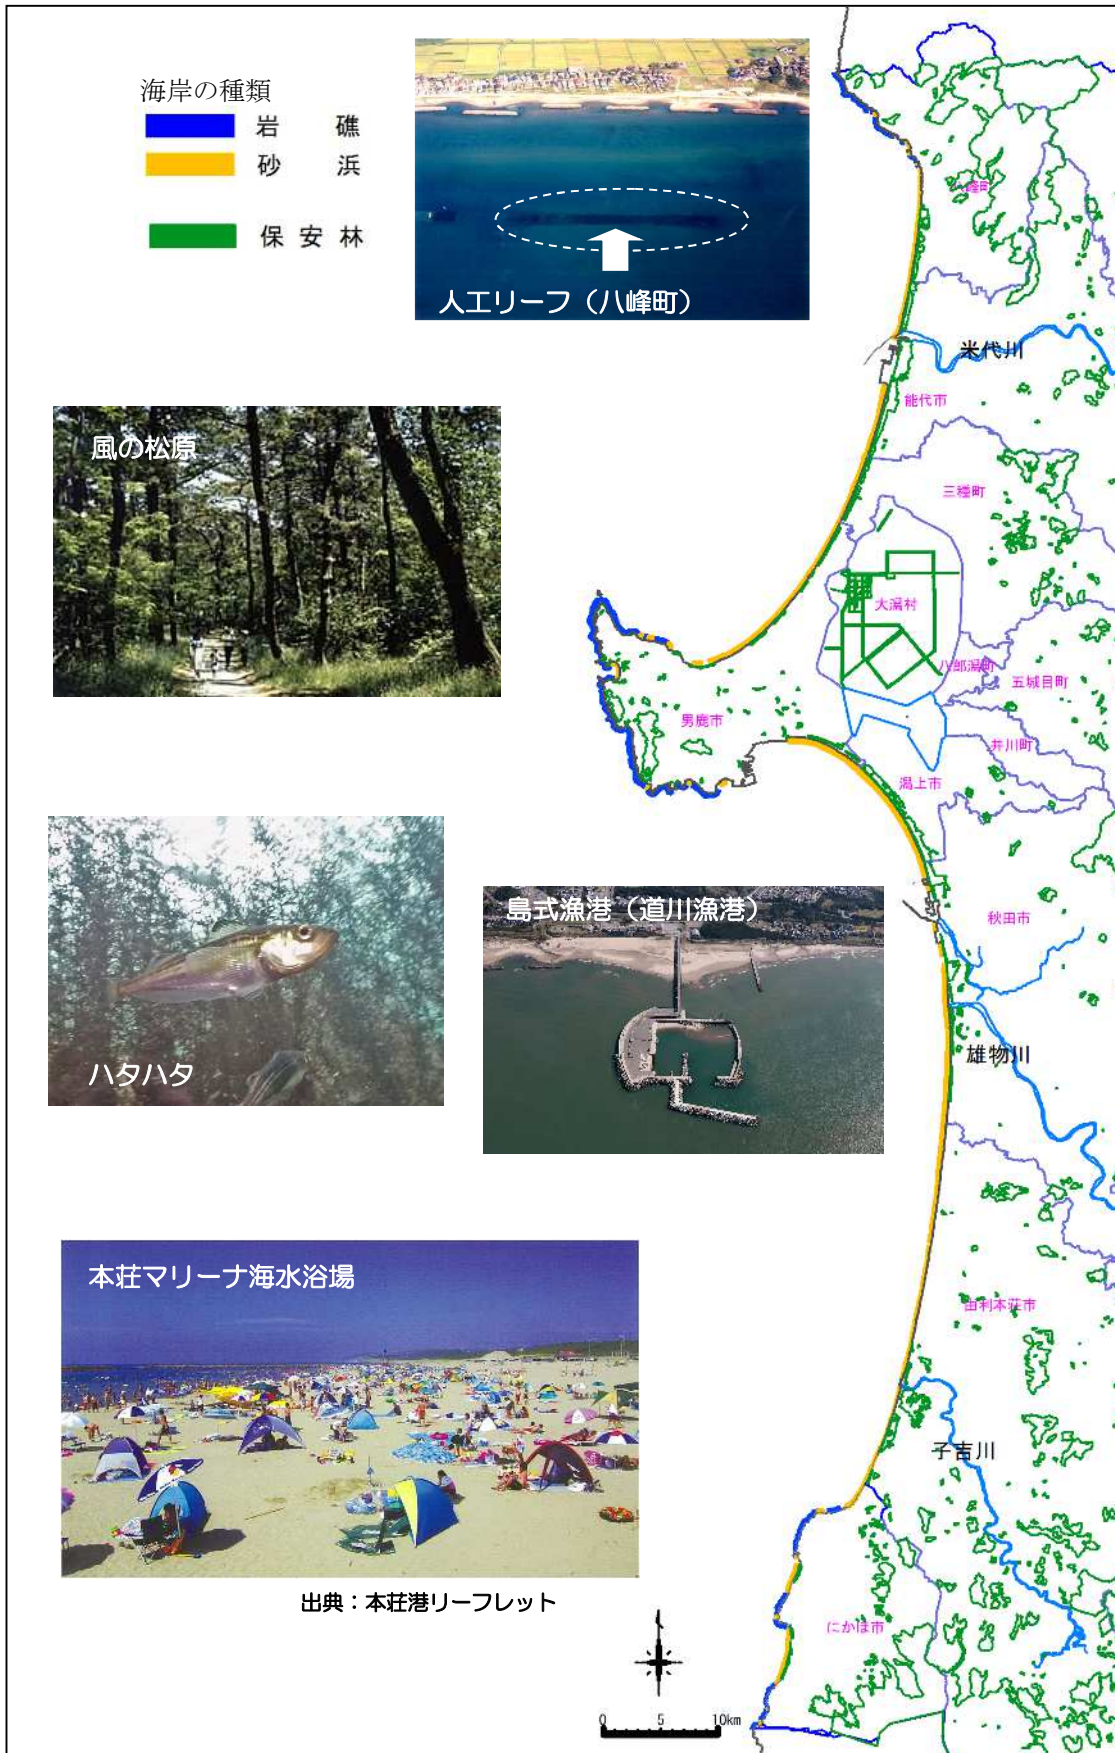 海岸の種類
岩　礁
砂　浜
保安林
人工リーフ（八峰町）
八峰町
米代川
能代市
風の松原
三種町
大潟村
八郎潟町
五城目町
男鹿市
井川町
潟上市
ハタハタ
島式漁港（道川漁港）
秋田市
雄物川
本荘マリーナ海水浴場
由利本荘市
子吉川
出典：本荘港リーフレット
にかほ市
0 5 10km